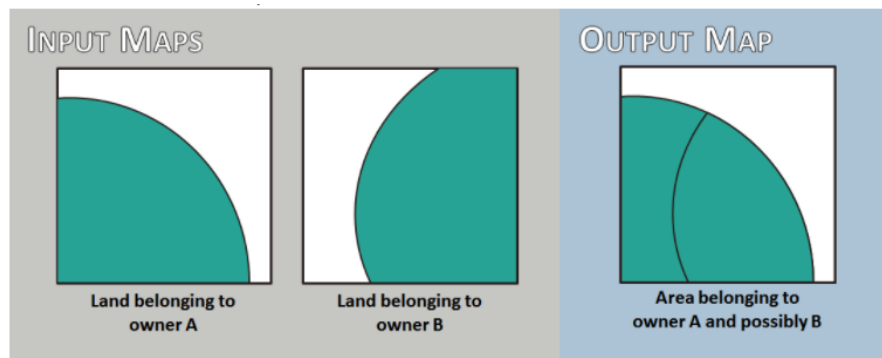 INPUT MAPS
OUTPUT MAP
Land belonging to
owner A
Land belonging to
owner B
Area belonging to
owner A and possibly B